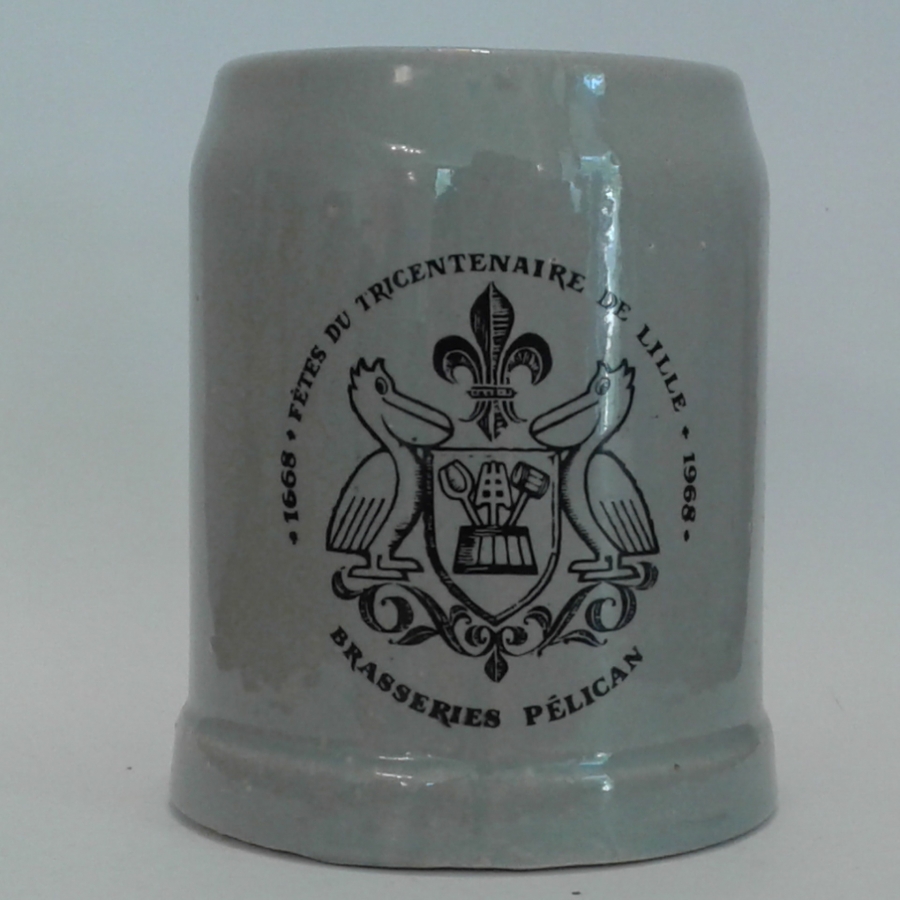 • 1668 • FÊTES DU TRICENTENAIRE DE LILLE • 1968 •
BRASSERIES PÉLICAN